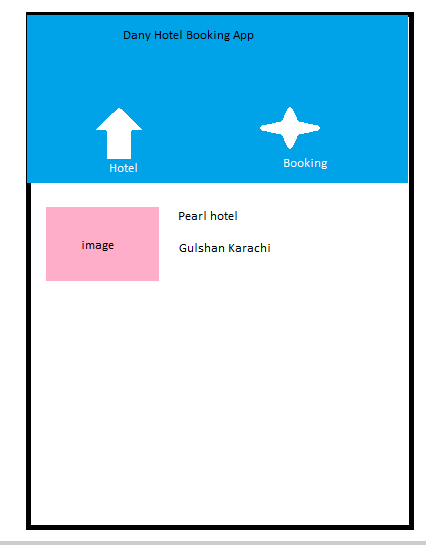 Dany Hotel Booking App
Hotel
Booking
image
Pearl hotel
Gulshan Karachi